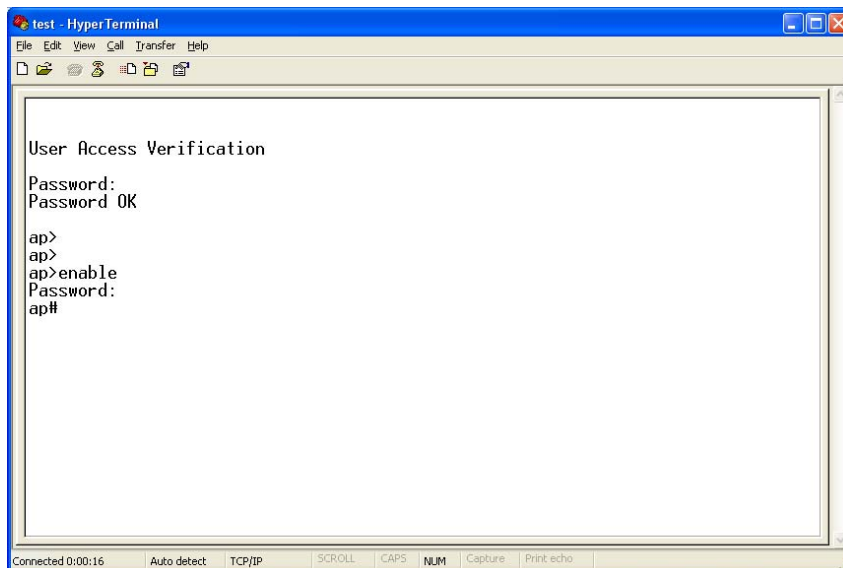 test - HyperTerminal
File Edit View Call Transfer Help
User Access Verification
Password:
Password OK
ap>
ap>
ap>enable
Password:
ap#
Connected 0:00:16 Auto detect TCP/IP SCROLL CAPS NUM Capture Print echo